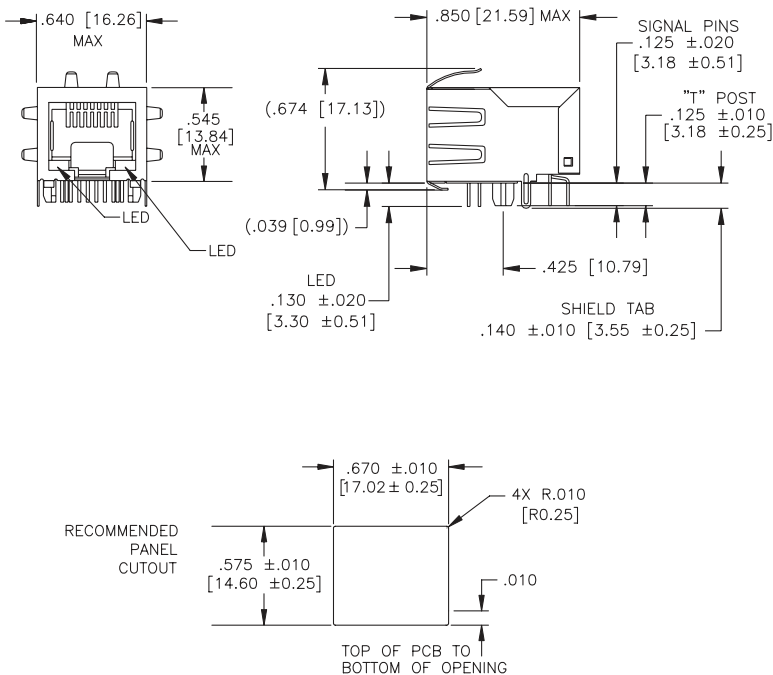 .640 [16.26]
MAX
.850 [21.59] MAX
SIGNAL PINS
.125 ±.020
[3.18 ±0.51]
(.674 [17.13])
"T" POST
.125 ±.010
[3.18 ±0.25]
.545
[13.84]
MAX
LED
LED
(.039 [0.99])
.425 [10.79]
LED
.130 ±.020
[3.30 ±0.51]
SHIELD TAB
.140 ±.010 [3.55 ±0.25]
.670 ±.010
[17.02± 0.25]
4X R.010
[R0.25]
RECOMMENDED
PANEL
CUTOUT
.575 ±.010
[14.60 ±0.25]
.010
TOP OF PCB TO
BOTTOM OF OPENING